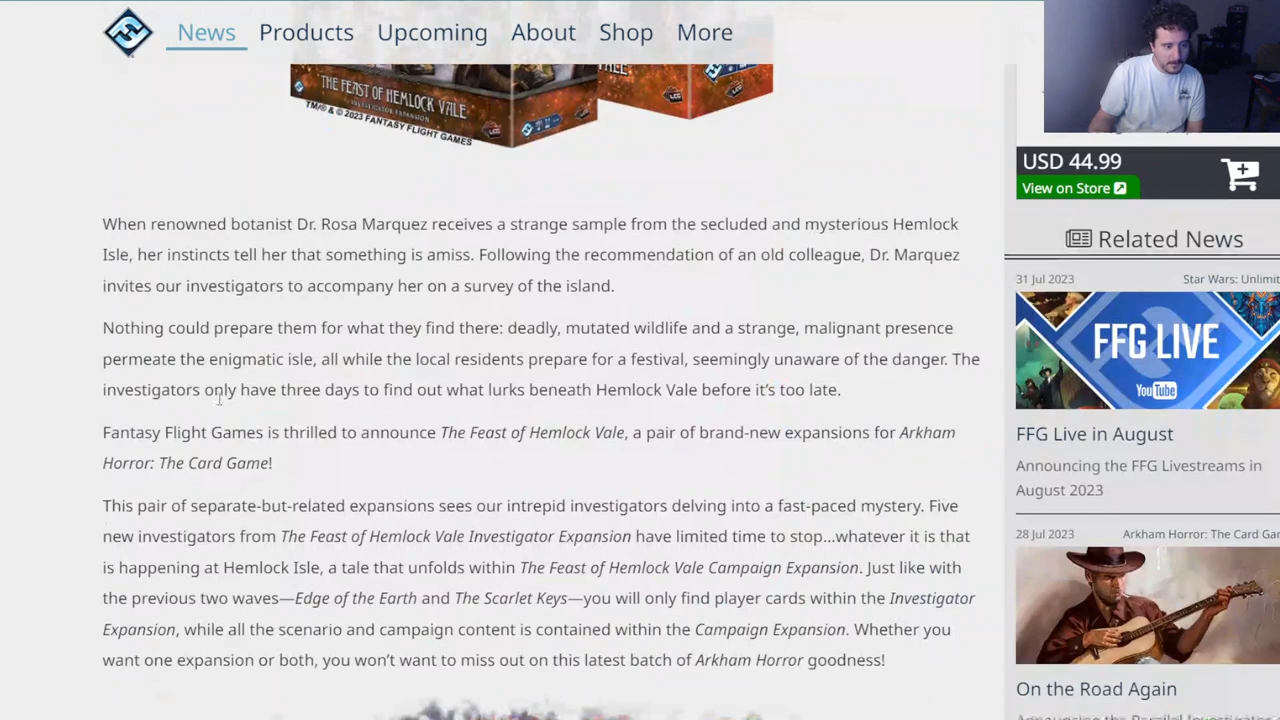 News Products Upcoming About Shop More
THE FEAST OF HEMLOCK VALE
TM/® & © 2023 FANTASY FLIGHT GAMES
USD 44.99
View on Store
When renowned botanist Dr. Rosa Marquez receives a strange sample from the secluded and mysterious Hemlock
Isle, her instincts tell her that something is amiss. Following the recommendation of an old colleague, Dr. Marquez
invites our investigators to accompany her on a survey of the island.
Nothing could prepare them for what they find there: deadly, mutated wildlife and a strange, malignant presence
permeate the enigmatic isle, all while the local residents prepare for a festival, seemingly unaware of the danger. The
investigators only have three days to find out what lurks beneath Hemlock Vale before it's too late.
Fantasy Flight Games is thrilled to announce The Feast of Hemlock Vale, a pair of brand-new expansions for Arkham
Horror: The Card Game!
This pair of separate-but-related expansions sees our intrepid investigators delving into a fast-paced mystery. Five
new investigators from The Feast of Hemlock Vale Investigator Expansion have limited time to stop...whatever it is that
is happening at Hemlock Isle, a tale that unfolds within The Feast of Hemlock Vale Campaign Expansion. Just like with
the previous two waves—Edge of the Earth and The Scarlet Keys—you will only find player cards within the Investigator
Expansion, while all the scenario and campaign content is contained within the Campaign Expansion. Whether you
want one expansion or both, you won't want to miss out on this latest batch of Arkham Horror goodness!
Related News
31 Jul 2023 Star Wars: Unlimit
FFG LIVE
YouTube
FFG Live in August
Announcing the FFG Livestreams in
August 2023
28 Jul 2023 Arkham Horror: The Card Gar
On the Road Again